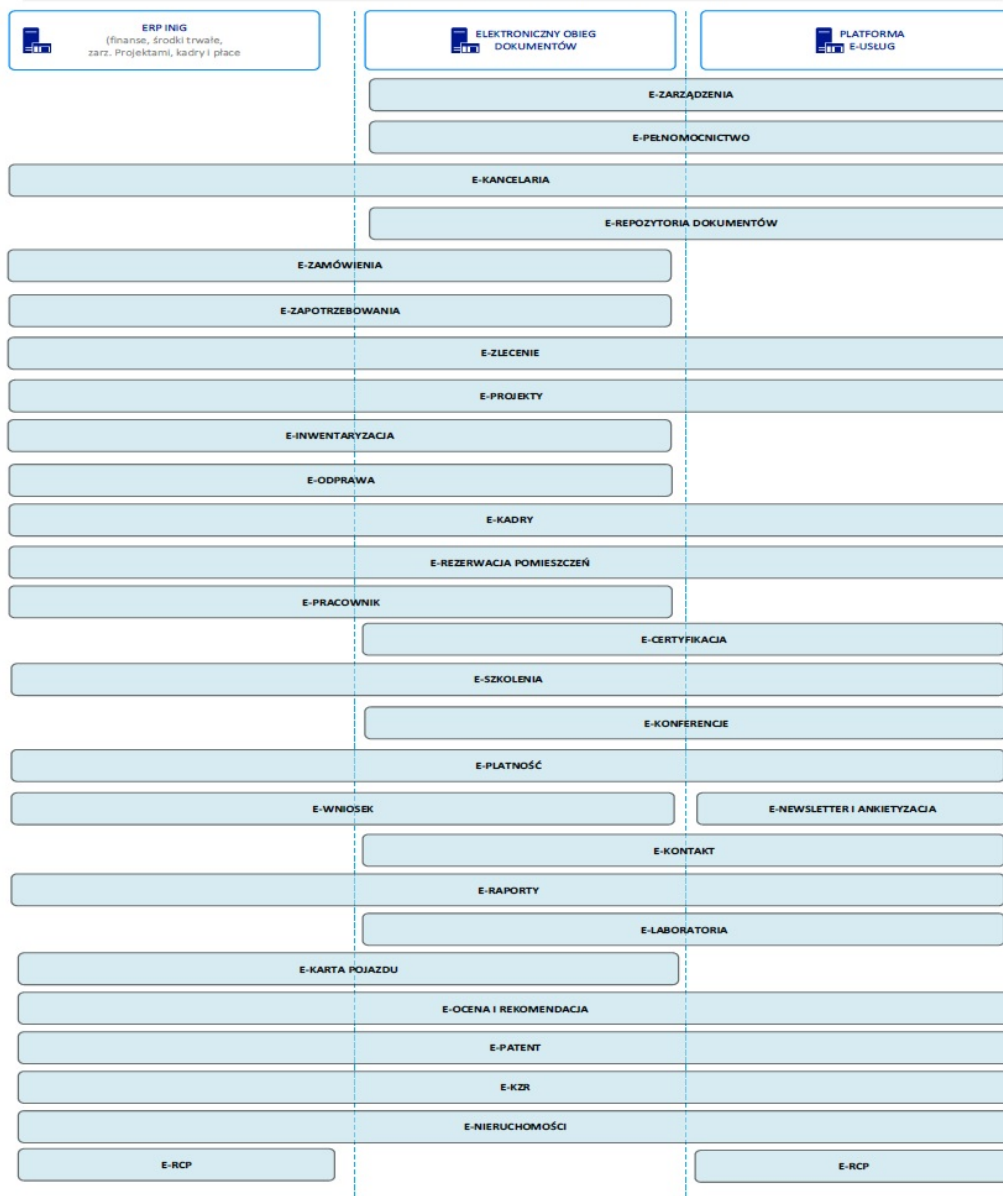 ERP INiG
(finanse, środki trwałe,
zarz. Projektami, kadry i płace
ELEKTRONICZNY OBIEG
DOKUMENTÓW
PLATFORMA
E-USŁUG
E-ZARZĄDZENIA
E-PEŁNOMOCNICTWO
E-KANCELARIA
E-REPOZYTORIA DOKUMENTÓW
E-ZAMÓWIENIA
E-ZAPOTRZEBOWANIA
E-ZLECENIE
E-PROJEKTY
E-INWENTARYZACJA
E-ODPRAWA
E-KADRY
E-REZERWACJA POMIESZCZEŃ
E-PRACOWNIK
E-CERTYFIKACJA
E-SZKOLENIA
E-KONFERENCJE
E-PLATNOŚĆ
E-WNIOSEK
E-NEWSLETTER I ANKIETYZACJA
E-KONTAKT
E-RAPORTY
E-LABORATORIA
E-KARTA POJAZDU
E-OCENA I REKOMENDACJA
E-PATENT
E-KZR
E-NIERUCHOMOŚCI
E-RCP
E-RCP